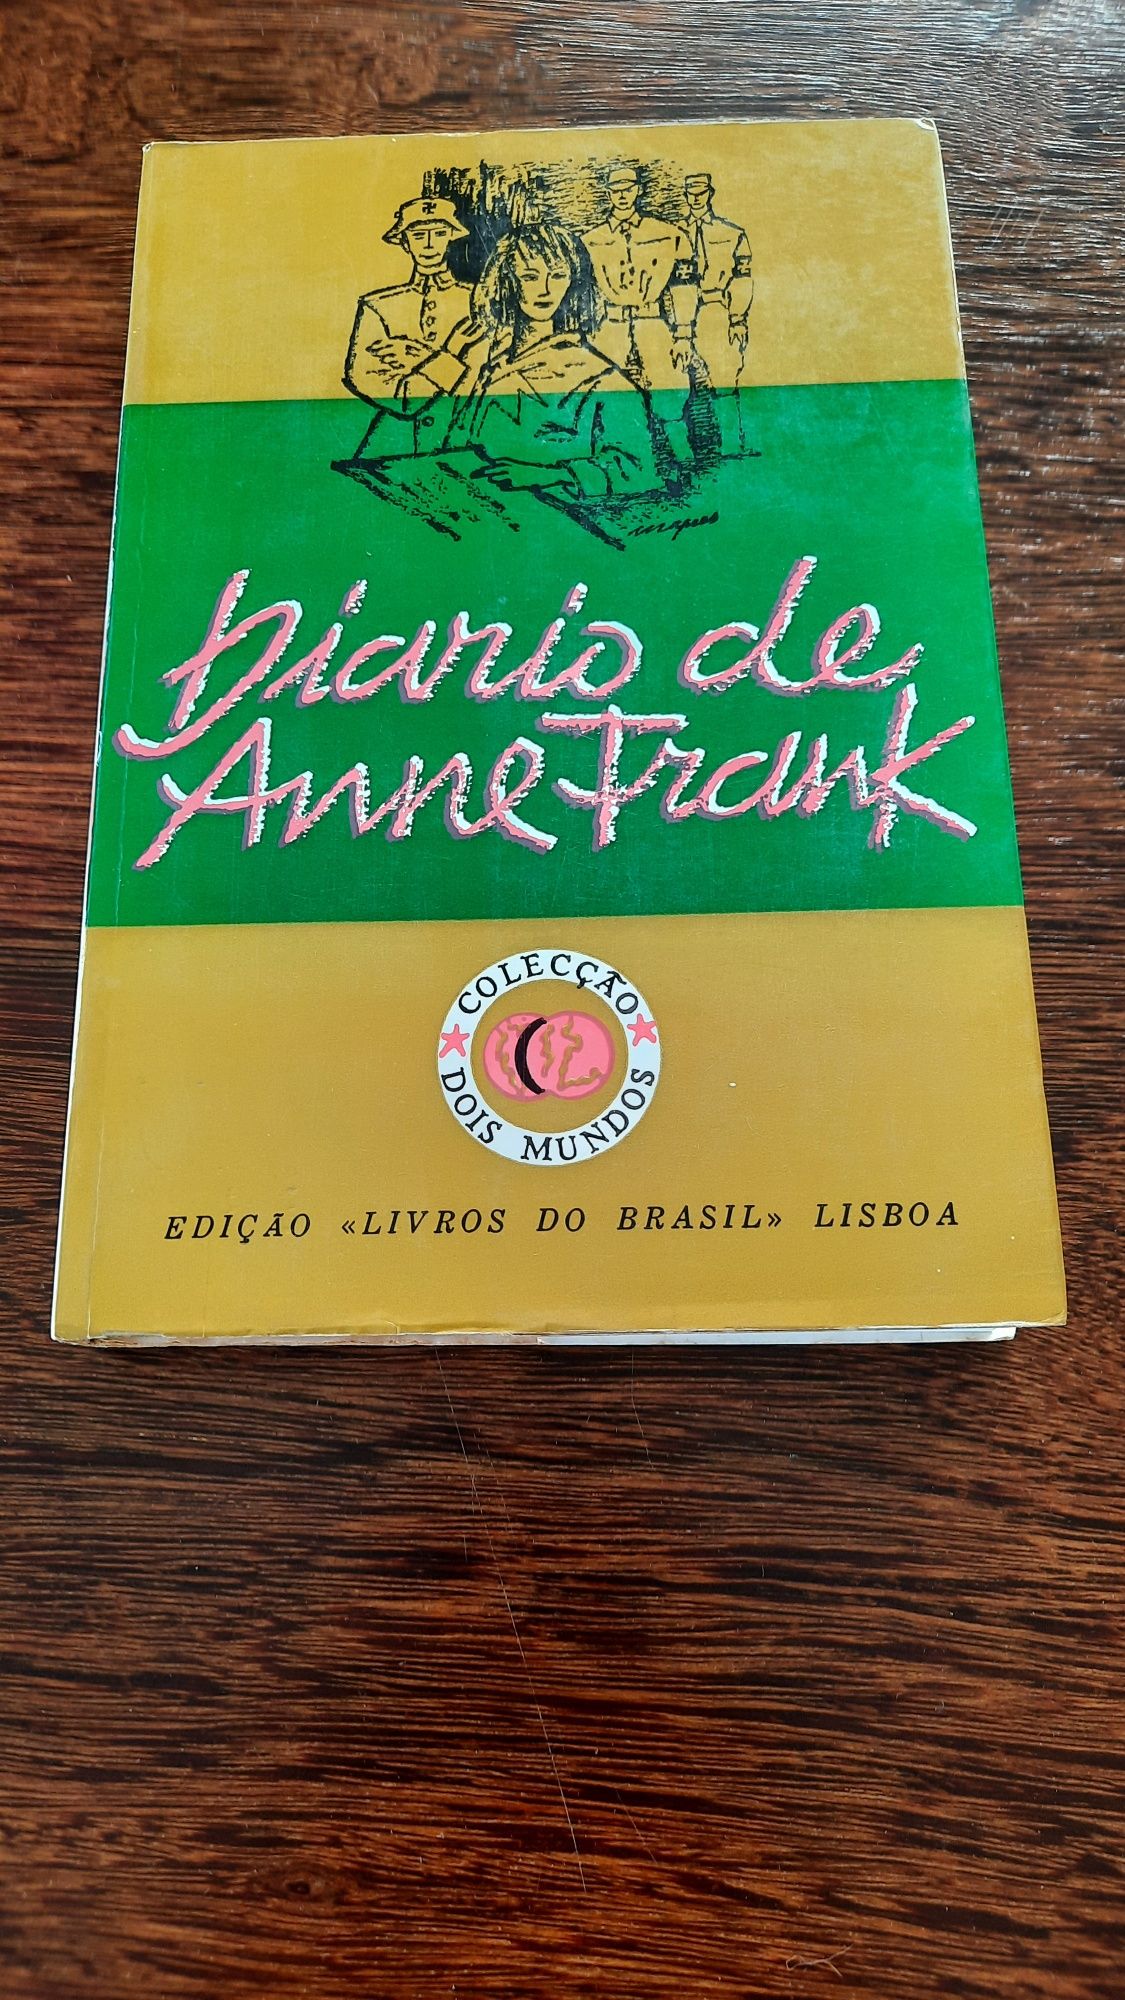 Diario de
Anne Frank
COLECÇÃO
DOIS MUNDOS
EDIÇÃO «LIVROS DO BRASIL» LISBOA